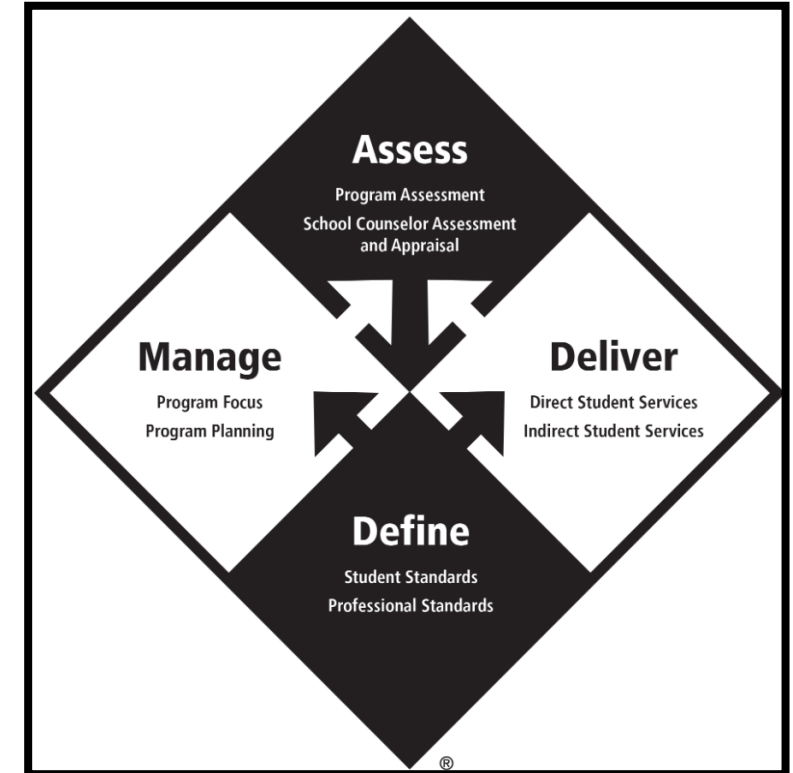 Assess
Program Assessment
School Counselor Assessment
and Appraisal
Manage
Program Focus
Program Planning
Deliver
Direct Student Services
Indirect Student Services
Define
Student Standards
Professional Standards
®